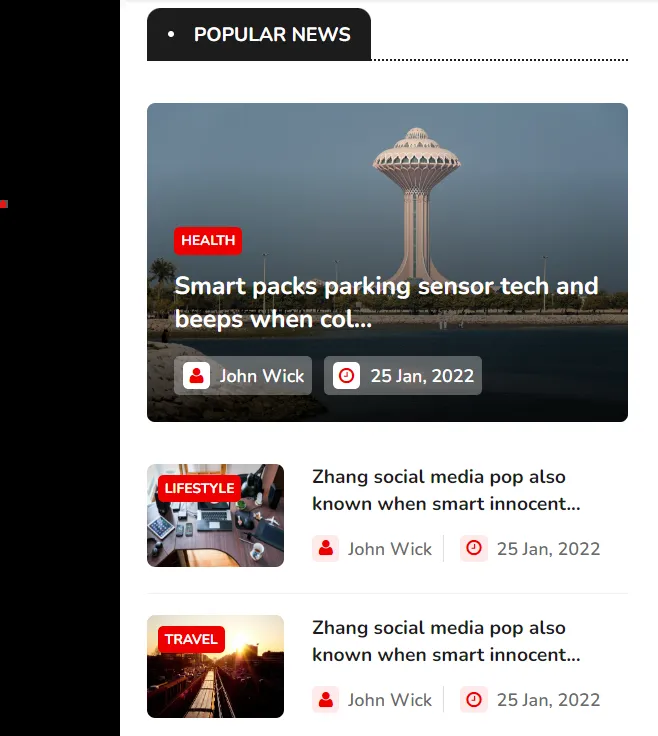 POPULAR NEWS
HEALTH
Smart packs parking sensor tech and
beeps when col...
John Wick 25 Jan, 2022
LIFESTYLE
Zhang social media pop also
known when smart innocent...
John Wick 25 Jan, 2022
TRAVEL
Zhang social media pop also
known when smart innocent...
John Wick 25 Jan, 2022